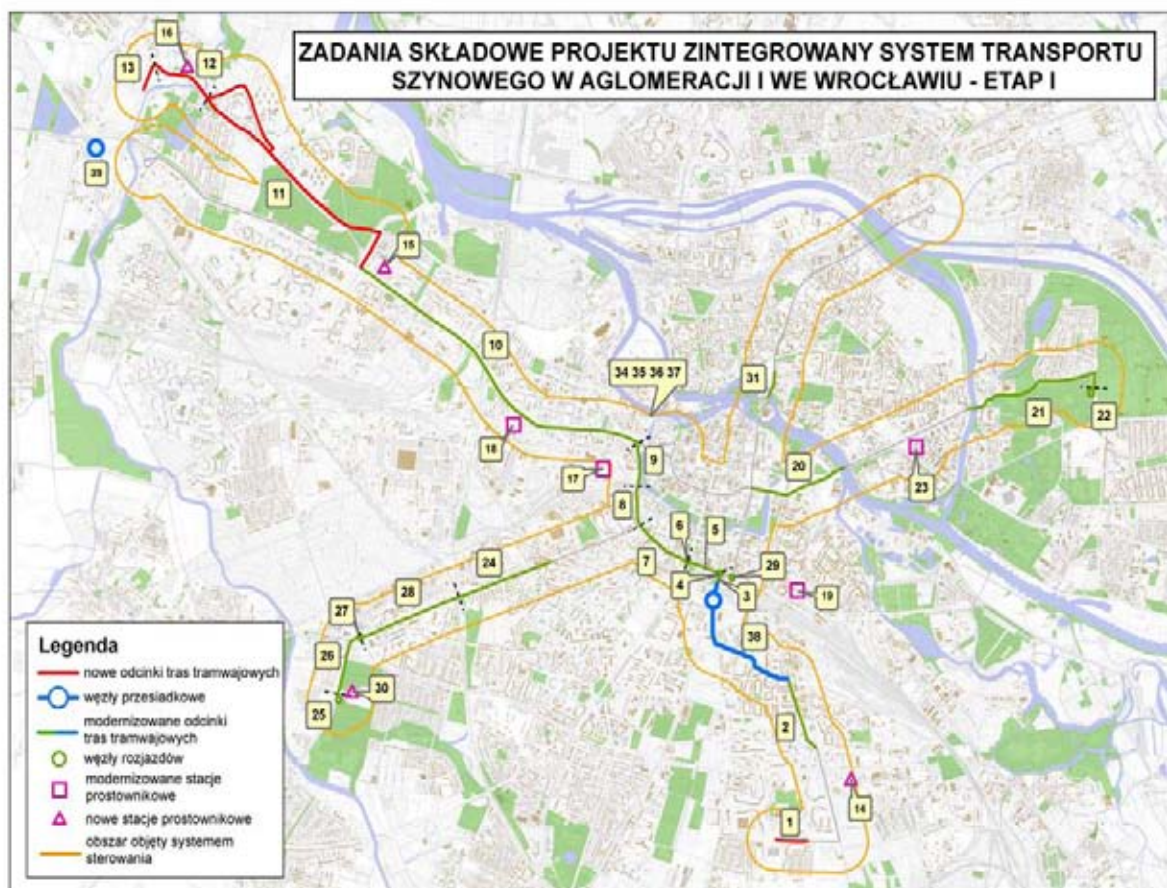 ZADANIA SKŁADOWE PROJEKTU ZINTEGROWANY SYSTEM TRANSPORTU
SZYNOWEGO W AGLOMERACJI I WE WROCŁAWIU - ETAP I
16
13
12
39
11
15
10
34 35 36 37
31
18
9
17
20
21
22
23
8
6
5
7
24
4
29
3
19
28
27
38
26
30
25
2
14
1
Legenda
nowe odcinki tras tramwajowych
węzły przesiadkowe
modernizowane odcinki
tras tramwajowych
węzły rozjazdów
modernizowane stacje
prostownikowe
nowe stacje prostownikowe
obszar objęty systemem
sterowania